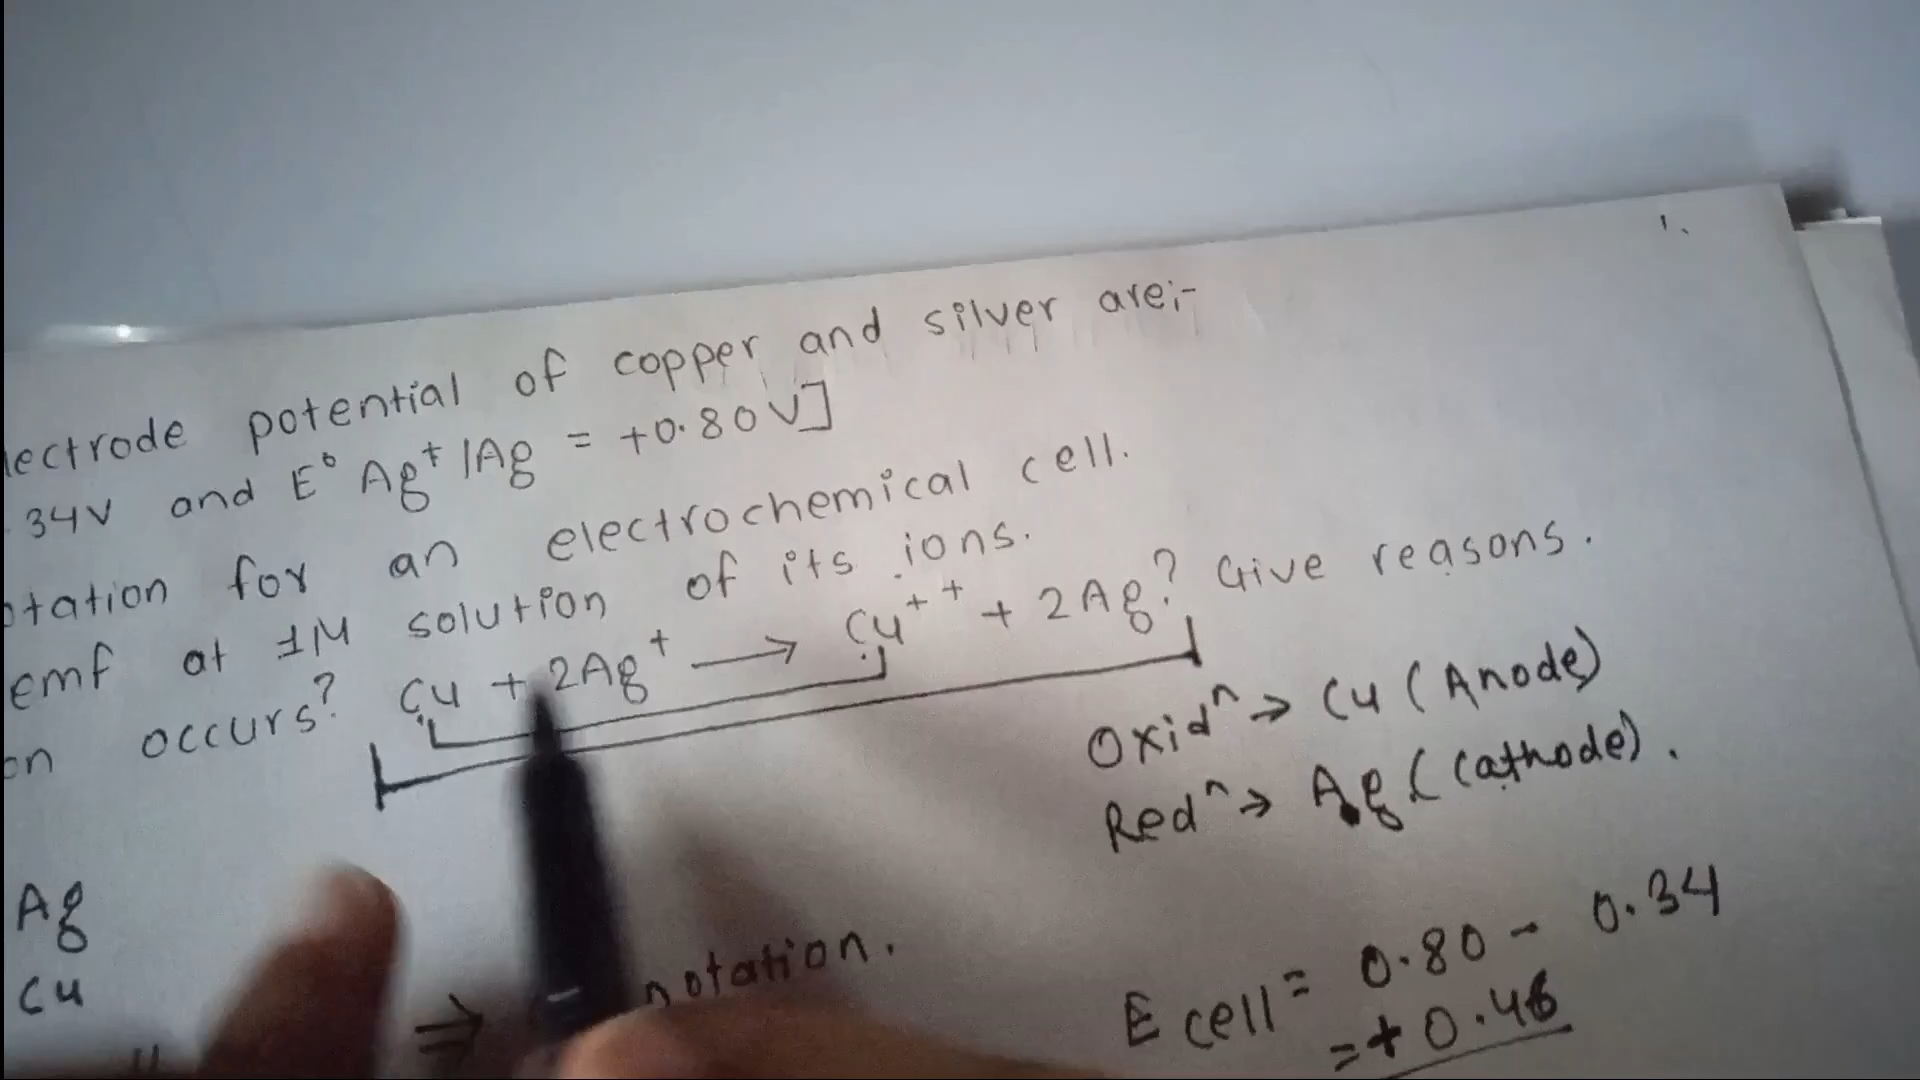 lectrode potential of copper and silver are;-
34V and E° Ag⁺ |Ag = +0.80V]
otation for an electrochemical cell.
emf at 1M solution of its ions.
on occurs? Cu + 2Ag⁺ → Cu⁺⁺ + 2Ag? Give reasons.
Oxidⁿ → Cu (Anode)
Redⁿ → Ag (Cathode).
Ag
Cu
⇒ notation.
E cell = 0.80 - 0.34
= + 0.46
1.